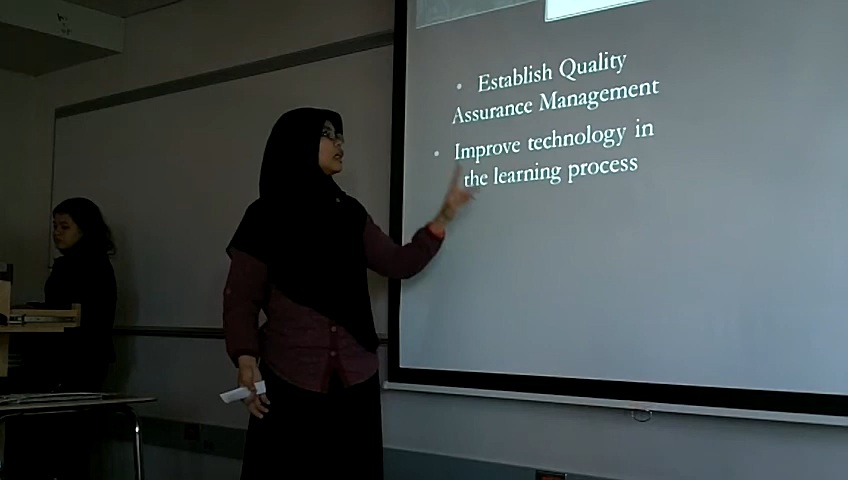 • Establish Quality
Assurance Management
• Improve technology in
the learning process